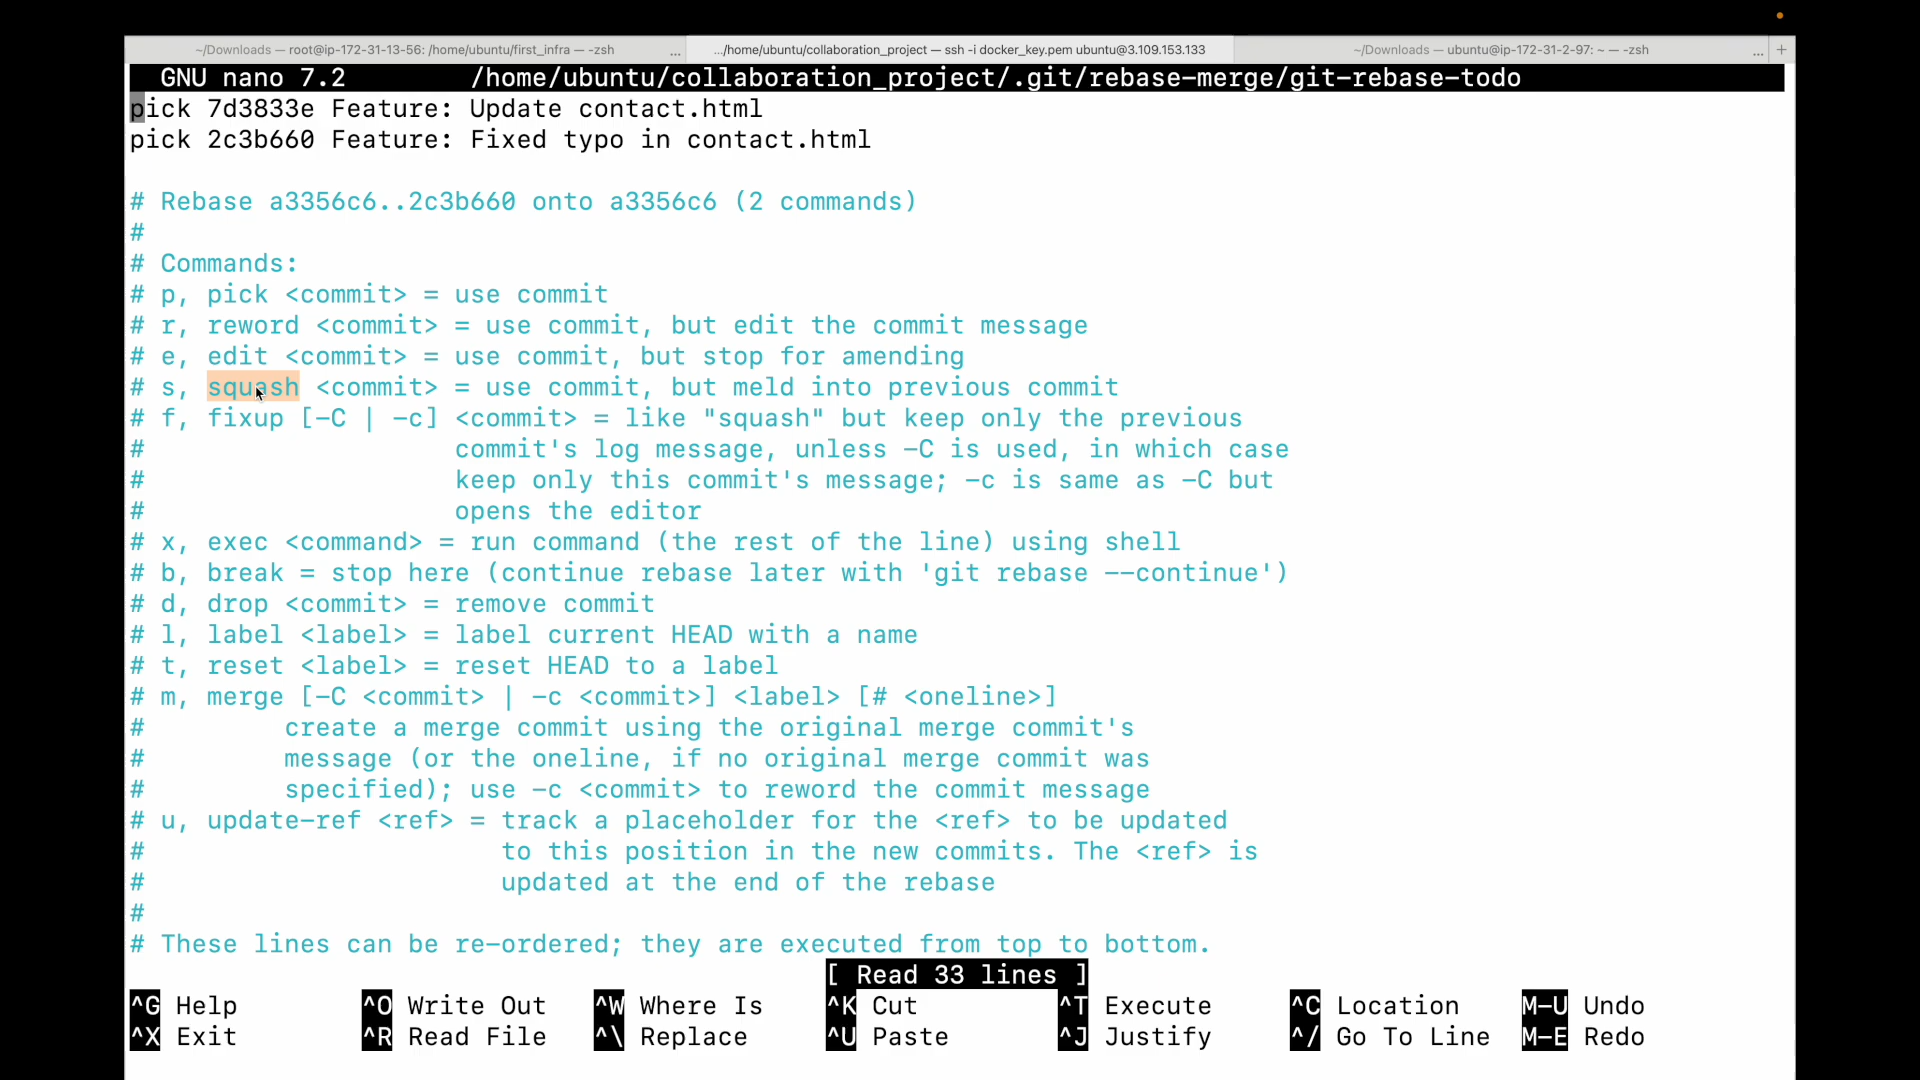 ~/Downloads — root@ip-172-31-13-56: /home/ubuntu/first_infra — -zsh ... .../home/ubuntu/collaboration_project — ssh -i docker_key.pem ubuntu@3.109.153.133 ~/Downloads — ubuntu@ip-172-31-2-97: ~ — -zsh ... +
GNU nano 7.2 /home/ubuntu/collaboration_project/.git/rebase-merge/git-rebase-todo
pick 7d3833e Feature: Update contact.html
pick 2c3b660 Feature: Fixed typo in contact.html
# Rebase a3356c6..2c3b660 onto a3356c6 (2 commands)
#
# Commands:
# p, pick <commit> = use commit
# r, reword <commit> = use commit, but edit the commit message
# e, edit <commit> = use commit, but stop for amending
# s, squash <commit> = use commit, but meld into previous commit
# f, fixup [-C | -c] <commit> = like "squash" but keep only the previous
# commit's log message, unless -C is used, in which case
# keep only this commit's message; -c is same as -C but
# opens the editor
# x, exec <command> = run command (the rest of the line) using shell
# b, break = stop here (continue rebase later with 'git rebase --continue')
# d, drop <commit> = remove commit
# l, label <label> = label current HEAD with a name
# t, reset <label> = reset HEAD to a label
# m, merge [-C <commit> | -c <commit>] <label> [# <oneline>]
# create a merge commit using the original merge commit's
# message (or the oneline, if no original merge commit was
# specified); use -c <commit> to reword the commit message
# u, update-ref <ref> = track a placeholder for the <ref> to be updated
# to this position in the new commits. The <ref> is
# updated at the end of the rebase
#
# These lines can be re-ordered; they are executed from top to bottom.
[ Read 33 lines ]
^G Help ^O Write Out ^W Where Is ^K Cut ^T Execute ^C Location M-U Undo
^X Exit ^R Read File ^\ Replace ^U Paste ^J Justify ^/ Go To Line M-E Redo